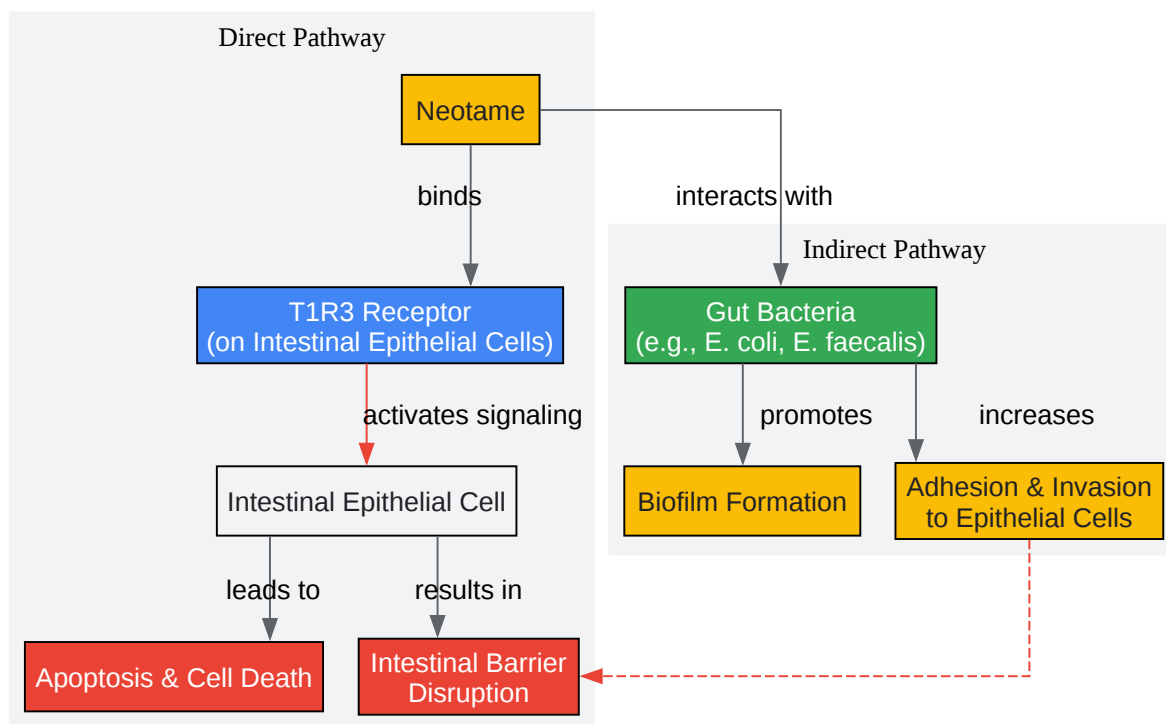 Direct Pathway
Neotame
binds
interacts with
Indirect Pathway
T1R3 Receptor
(on Intestinal Epithelial Cells)
Gut Bacteria
(e.g., E. coli, E. faecalis)
activates signaling
promotes
increases
Intestinal Epithelial Cell
Biofilm Formation
Adhesion & Invasion
to Epithelial Cells
leads to
results in
Apoptosis & Cell Death
Intestinal Barrier
Disruption